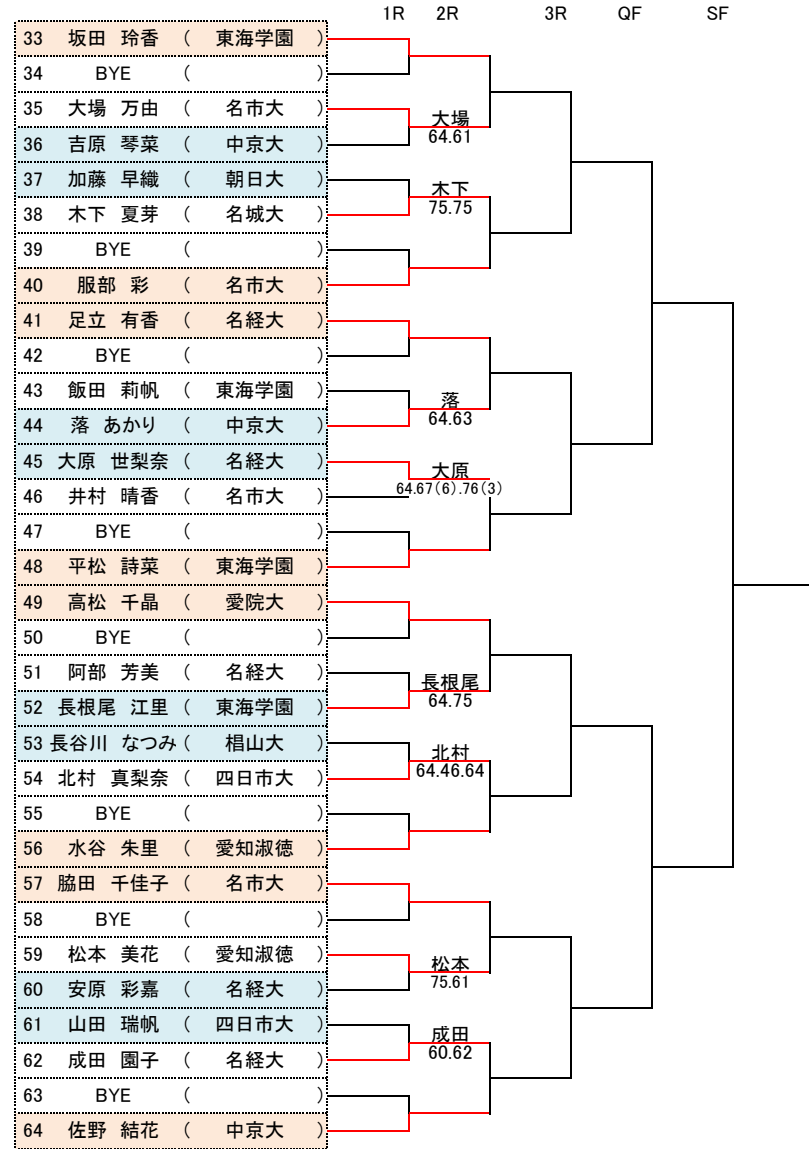 1R 2R 3R QF SF
33 坂田 玲香 ( 東海学園 )
34 BYE ( )
35 大場 万由 ( 名市大 ) 大場
64.61
36 吉原 琴菜 ( 中京大 )
37 加藤 早織 ( 朝日大 ) 木下
75.75
38 木下 夏芽 ( 名城大 )
39 BYE ( )
40 服部 彩 ( 名市大 )
41 足立 有香 ( 名経大 )
42 BYE ( )
43 飯田 莉帆 ( 東海学園 ) 落
64.63
44 落 あかり ( 中京大 )
45 大原 世梨奈 ( 名経大 ) 大原
64.67(6).76(3)
46 井村 晴香 ( 名市大 )
47 BYE ( )
48 平松 詩菜 ( 東海学園 )
49 高松 千晶 ( 愛院大 )
50 BYE ( )
51 阿部 芳美 ( 名経大 ) 長根尾
64.75
52 長根尾 江里 ( 東海学園 )
53 長谷川 なつみ ( 椙山大 ) 北村
64.46.64
54 北村 真梨奈 ( 四日市大 )
55 BYE ( )
56 水谷 朱里 ( 愛知淑徳 )
57 脇田 千佳子 ( 名市大 )
58 BYE ( )
59 松本 美花 ( 愛知淑徳 ) 松本
75.61
60 安原 彩嘉 ( 名経大 )
61 山田 瑞帆 ( 四日市大 ) 成田
60.62
62 成田 園子 ( 名経大 )
63 BYE ( )
64 佐野 結花 ( 中京大 )